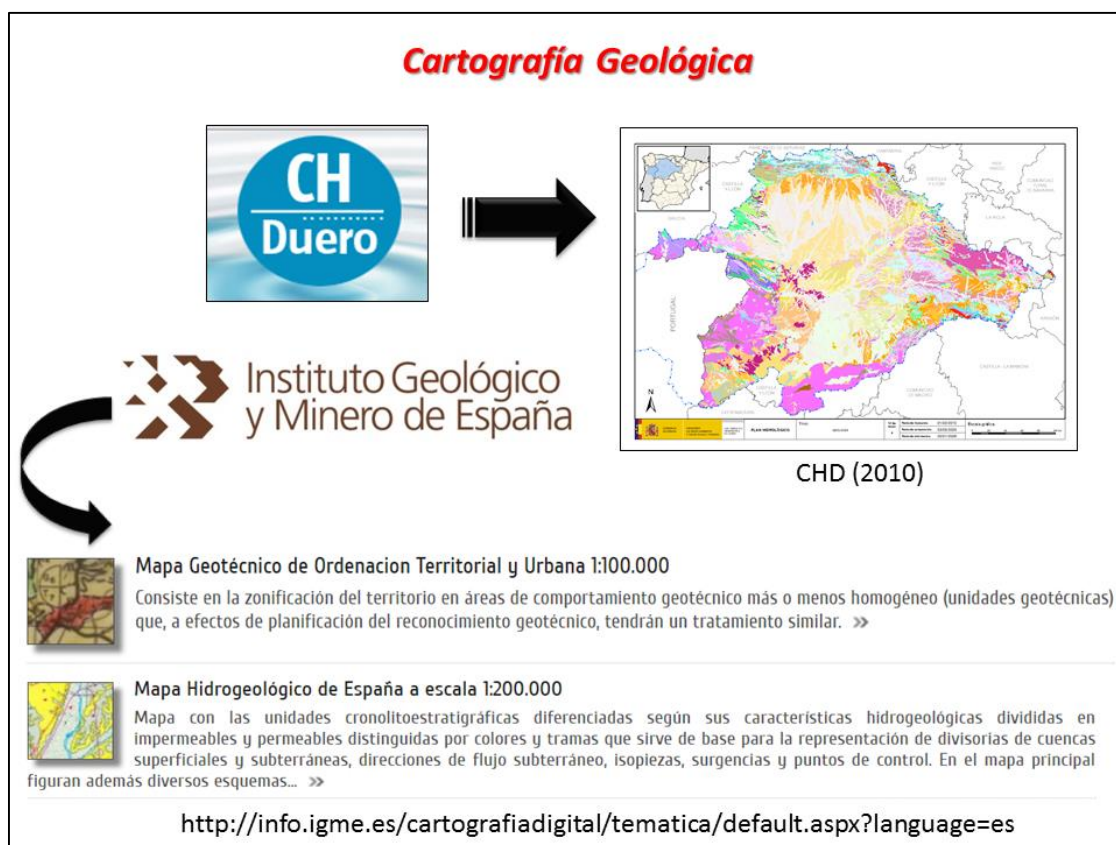 Cartografía Geológica
CH
Duero
PORTUGAL
LA RIOJA
ARAGÓN
N
PLAN HIDROLÓGICO
CHD (2010)
Instituto Geológico
y Minero de España
Mapa Geotécnico de Ordenacion Territorial y Urbana 1:100.000
Consiste en la zonificación del territorio en áreas de comportamiento geotécnico más o menos homogéneo (unidades geotécnicas)
que, a efectos de planificación del reconocimiento geotécnico, tendrán un tratamiento similar. »
Mapa Hidrogeológico de España a escala 1:200.000
Mapa con las unidades cronolitoestratigráficas diferenciadas según sus características hidrogeológicas divididas en
impermeables y permeables distinguidas por colores y tramas que sirve de base para la representación de divisorias de cuencas
superficiales y subterráneas, direcciones de flujo subterráneo, isopiezas, surgencias y puntos de control. En el mapa principal
figuran además diversos esquemas... »
http://info.igme.es/cartografiadigital/tematica/default.aspx?language=es